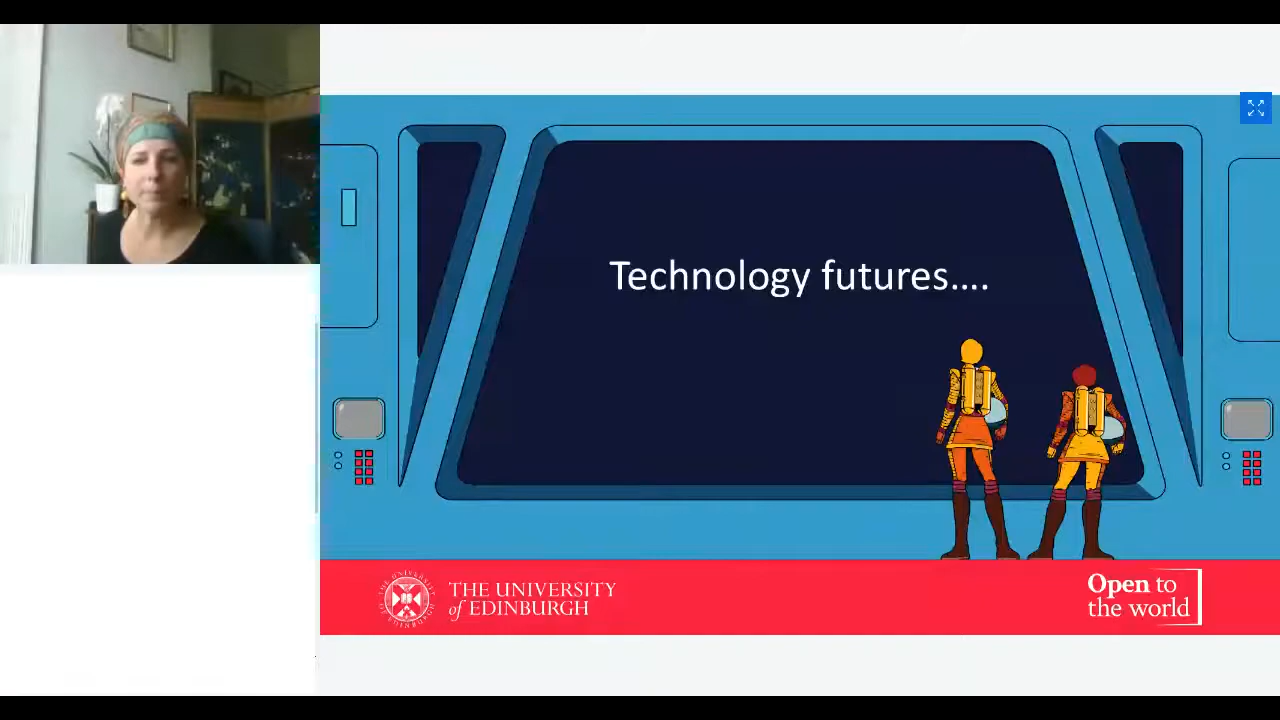 Technology futures....
THE UNIVERSITY
of EDINBURGH
Open to
the world